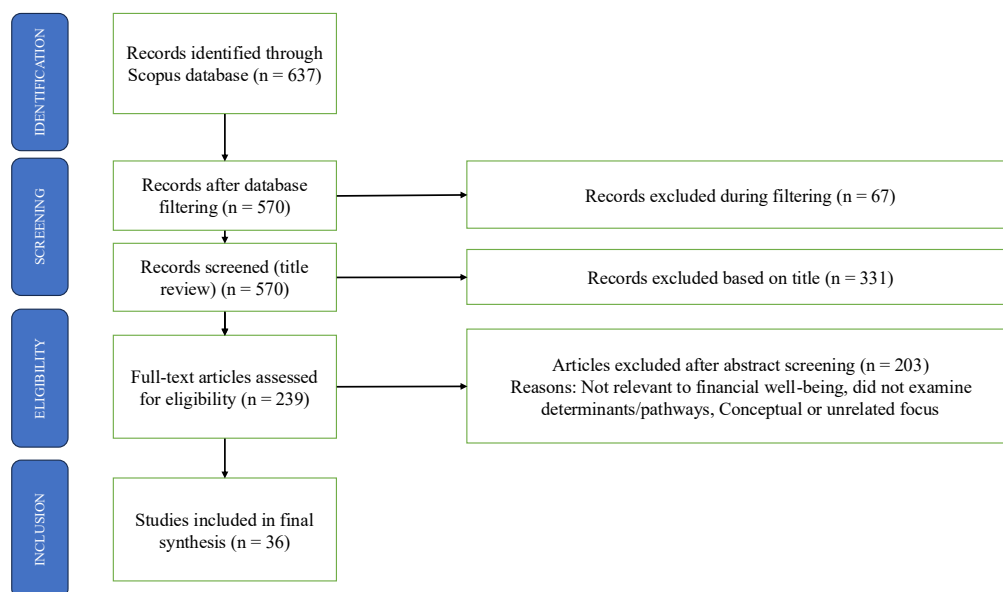 IDENTIFICATION
Records identified through
Scopus database (n = 637)
SCREENING
Records after database
filtering (n = 570)
Records excluded during filtering (n = 67)
Records screened (title
review) (n = 570)
Records excluded based on title (n = 331)
ELIGIBILITY
Full-text articles assessed
for eligibility (n = 239)
Articles excluded after abstract screening (n = 203)
Reasons: Not relevant to financial well-being, did not examine
determinants/pathways, Conceptual or unrelated focus
INCLUSION
Studies included in final
synthesis (n = 36)